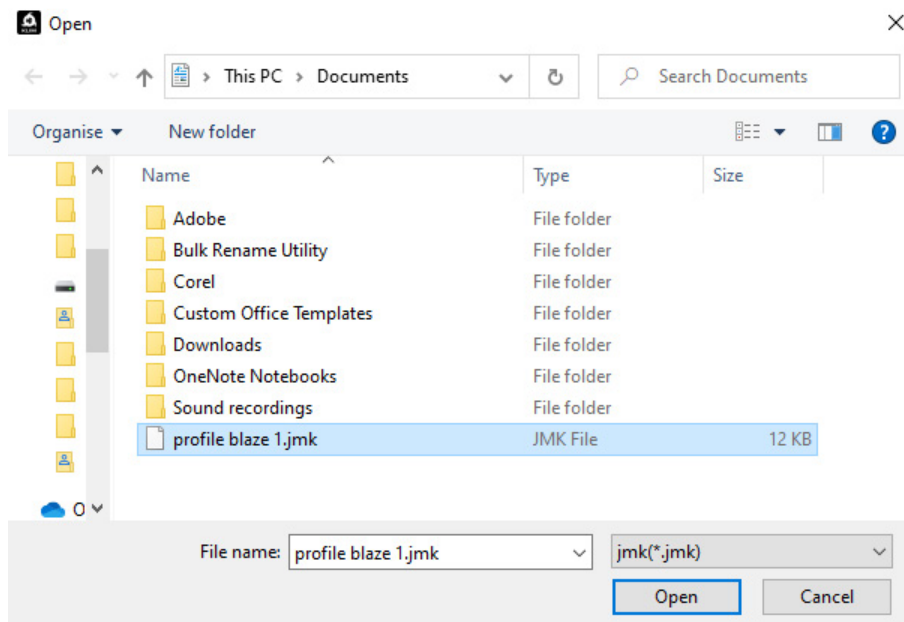 Open
This PC > Documents
Search Documents
Organise
New folder
Name Type Size
Adobe File folder
Bulk Rename Utility File folder
Corel File folder
Custom Office Templates File folder
Downloads File folder
OneNote Notebooks File folder
Sound recordings File folder
profile blaze 1.jmk JMK File 12 KB
O
File name: profile blaze 1.jmk jmk(*.jmk)
Open Cancel